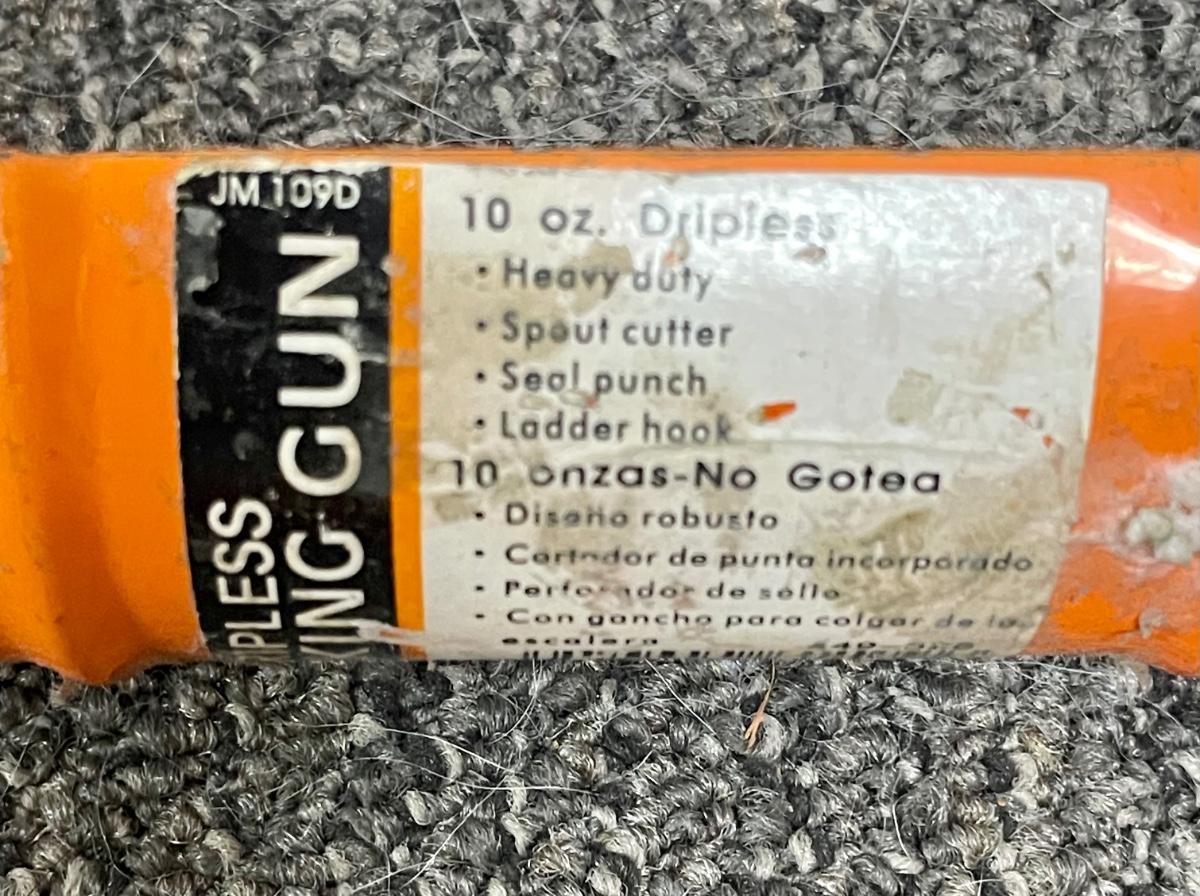 JM 109D
PLESS
ING GUN
10 oz. Dripless
• Heavy duty
• Spout cutter
• Seal punch
• Ladder hook
10 onzas-No Gotea
• Diseño robusto
• Cortador de punta incorporado
• Perforador de sello
• Con gancho para colgar de la
escalera